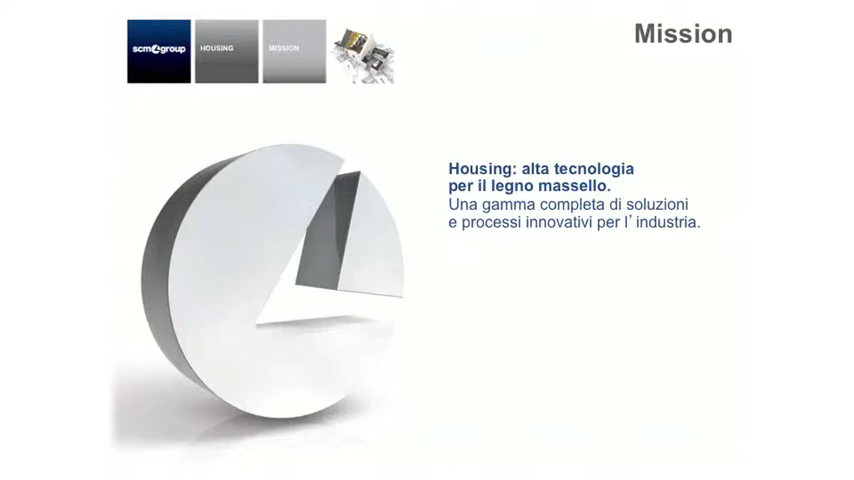 scm group
HOUSING
MISSION
Mission
Housing: alta tecnologia
per il legno massello.
Una gamma completa di soluzioni
e processi innovativi per l’industria.